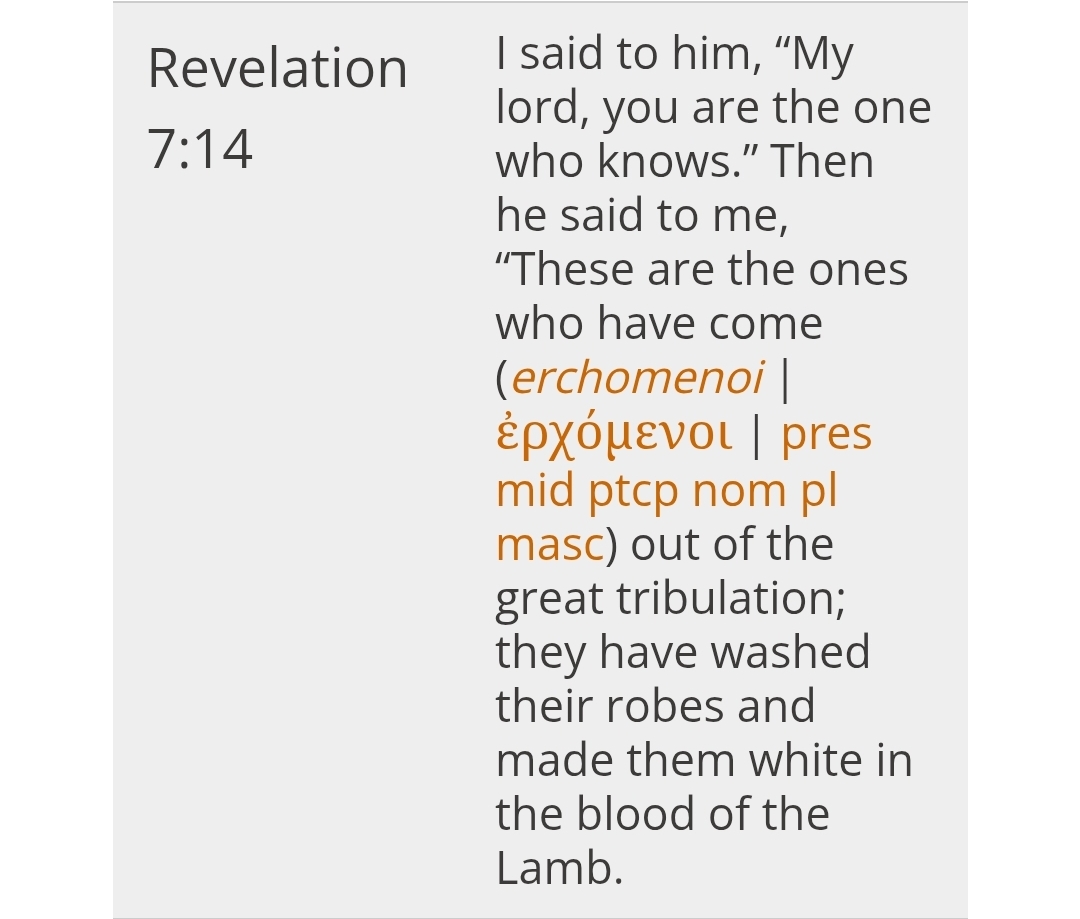 Revelation
7:14
I said to him, “My
lord, you are the one
who knows.” Then
he said to me,
“These are the ones
who have come
(erchomenoi |
ἐρχόμενοι | pres
mid ptcp nom pl
masc) out of the
great tribulation;
they have washed
their robes and
made them white in
the blood of the
Lamb.